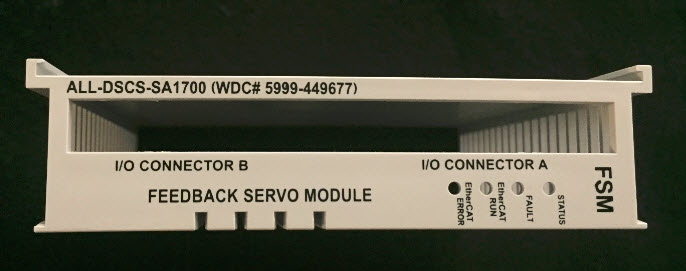 ALL-DSCS-SA1700 (WDC# 5999-449677)
I/O CONNECTOR B
I/O CONNECTOR A
FEEDBACK SERVO MODULE
EtherCAT
ERROR
EtherCAT
RUN
FAULT
STATUS
FSM